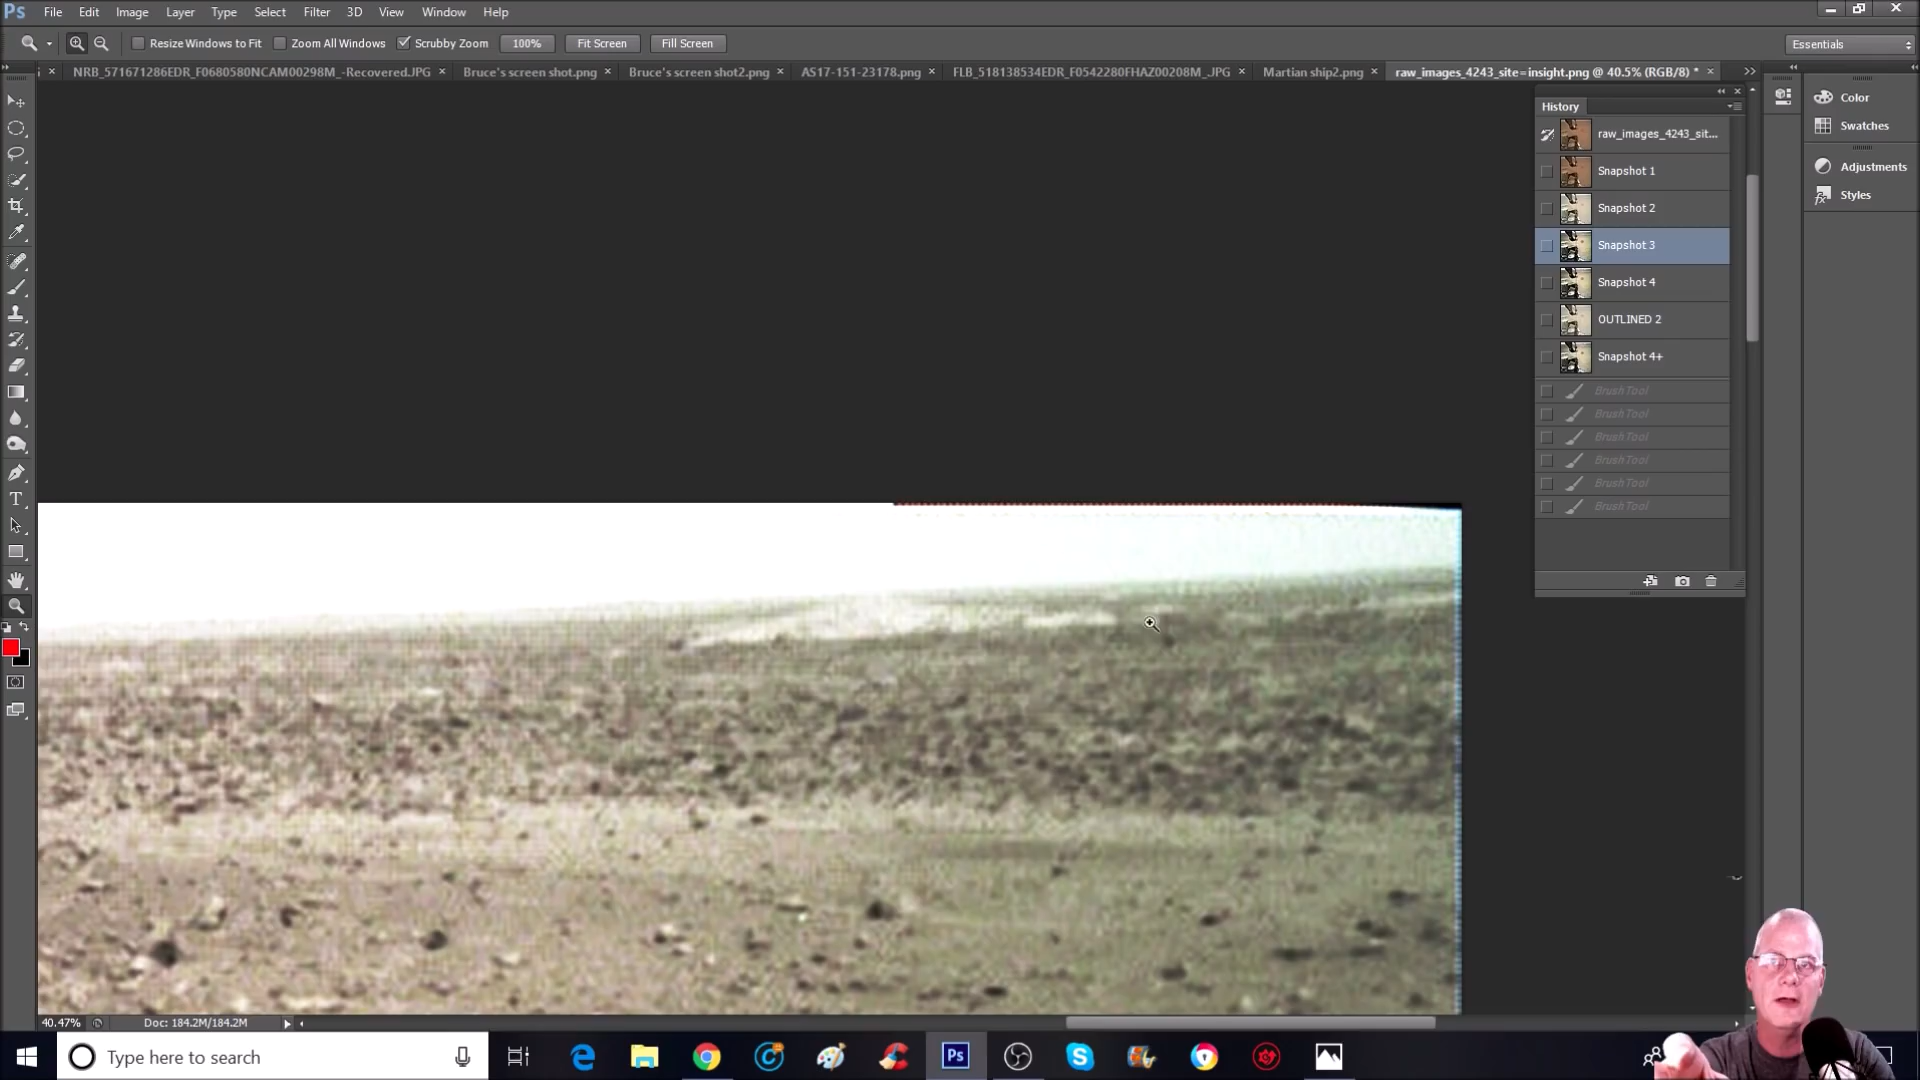 Ps File Edit Image Layer Type Select Filter 3D View Window Help
Resize Windows to Fit Zoom All Windows Scrubby Zoom 100% Fit Screen Fill Screen Essentials
NRB_571671286EDR_F0680580NCAM00298M_-Recovered.JPG × Bruce's screen shot.png × Bruce's screen shot2.png × AS17-151-23178.png × FLB_518138534EDR_F0542280FHAZ00208M_.JPG × Martian ship2.png × raw_images_4243_site=insight.png @ 40.5% (RGB/8) * ×
History
raw_images_4243_sit...
Snapshot 1
Snapshot 2
Snapshot 3
Snapshot 4
OUTLINED 2
Snapshot 4+
Brush Tool
Brush Tool
Brush Tool
Brush Tool
Brush Tool
Brush Tool
Color
Swatches
Adjustments
Styles
40.47% Doc: 184.2M/184.2M
Type here to search
Ps